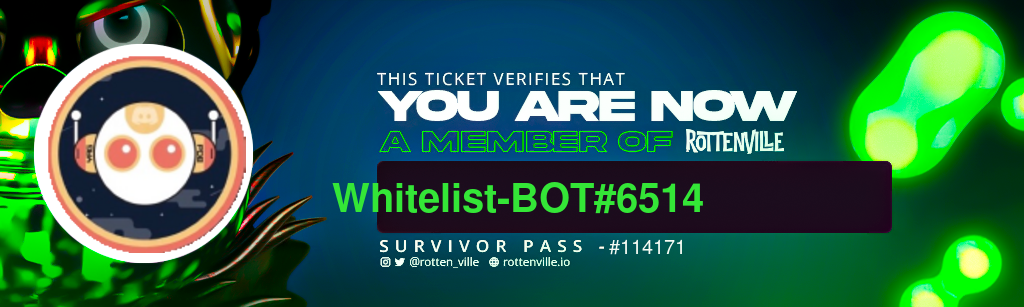 THIS TICKET VERIFIES THAT
YOU ARE NOW
A MEMBER OF ROTTENVILLE
Whitelist-BOT#6514
SURVIVOR PASS - #114171
@rotten_ville rottenville.io